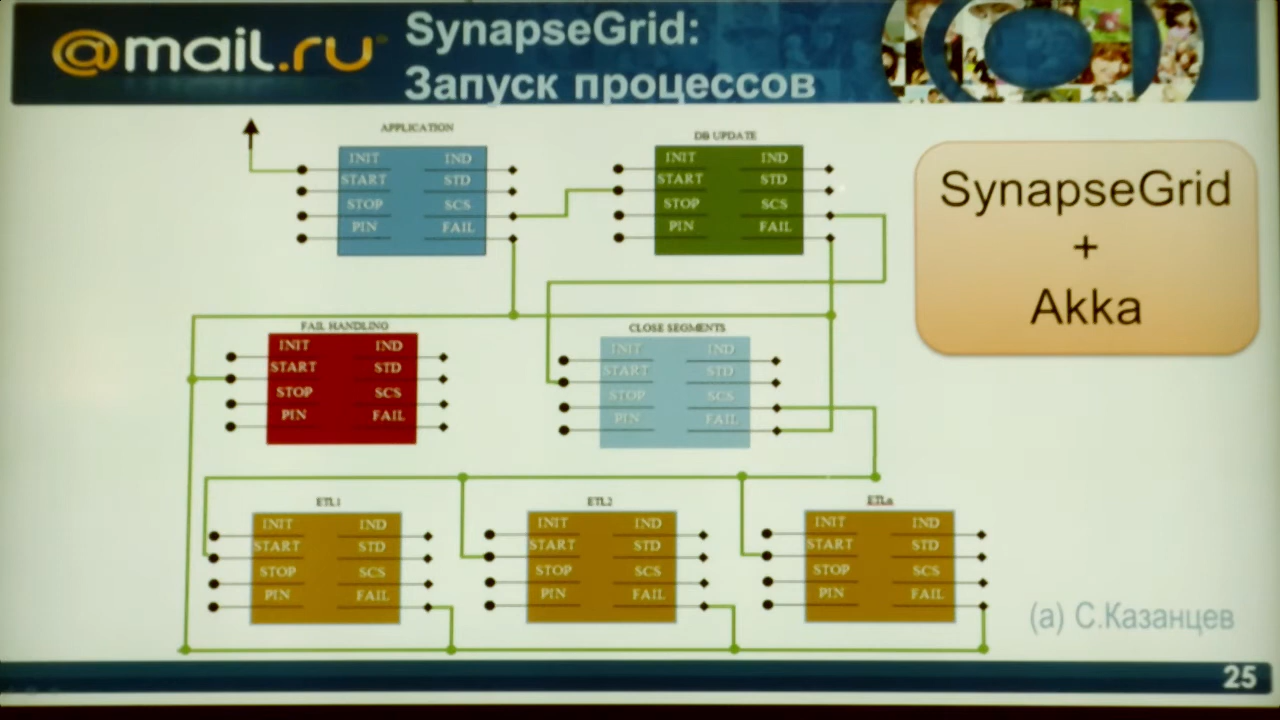 @mail.ru
SynapseGrid:
Запуск процессов
APPLICATION
INIT IND
START STD
STOP SCS
PIN FAIL
DB UPDATE
INIT IND
START STD
STOP SCS
PIN FAIL
SynapseGrid
+
Akka
FAIL HANDLING
INIT IND
START STD
STOP SCS
PIN FAIL
CLOSE SEGMENTS
INIT IND
START STD
STOP SCS
PIN FAIL
ETL1
INIT IND
START STD
STOP SCS
PIN FAIL
ETL2
INIT IND
START STD
STOP SCS
PIN FAIL
ETLn
INIT IND
START STD
STOP SCS
PIN FAIL
(a) С.Казанцев
25